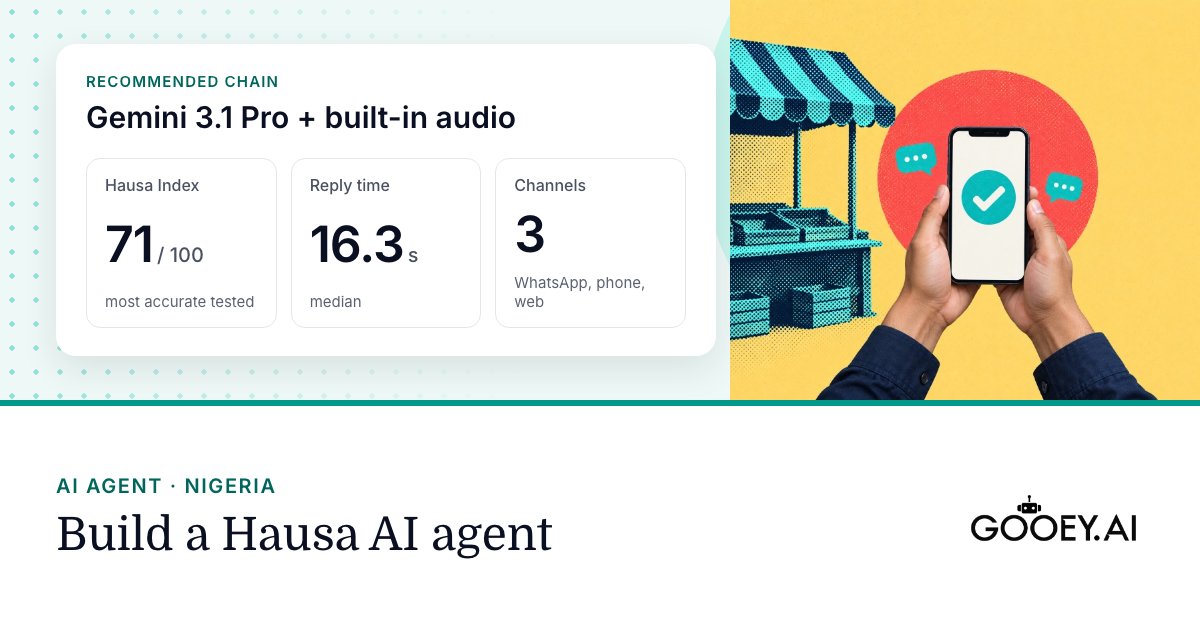 RECOMMENDED CHAIN
Gemini 3.1 Pro + built-in audio
Hausa Index
71 / 100
most accurate tested
Reply time
16.3 s
median
Channels
3
WhatsApp, phone,
web
AI AGENT · NIGERIA
Build a Hausa AI agent
GOOEY.AI